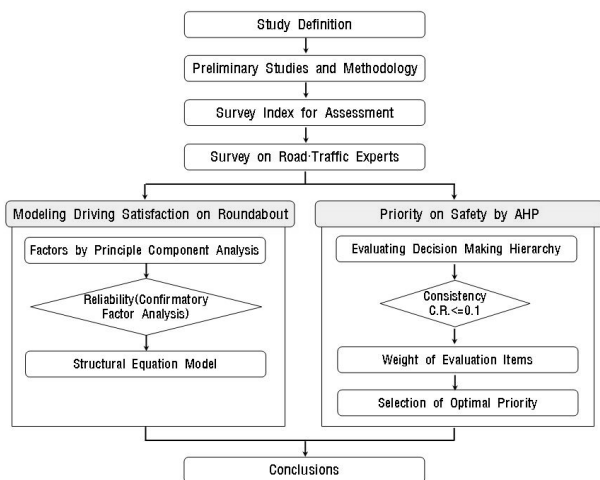 Study Definition
Preliminary Studies and Methodology
Survey Index for Assessment
Survey on Road·Traffic Experts
Modeling Driving Satisfaction on Roundabout
Factors by Principle Component Analysis
Reliability(Confirmatory
Factor Analysis)
Structural Equation Model
Priority on Safety by AHP
Evaluating Decision Making Hierarchy
Consistency
C.R.<=0.1
Weight of Evaluation Items
Selection of Optimal Priority
Conclusions